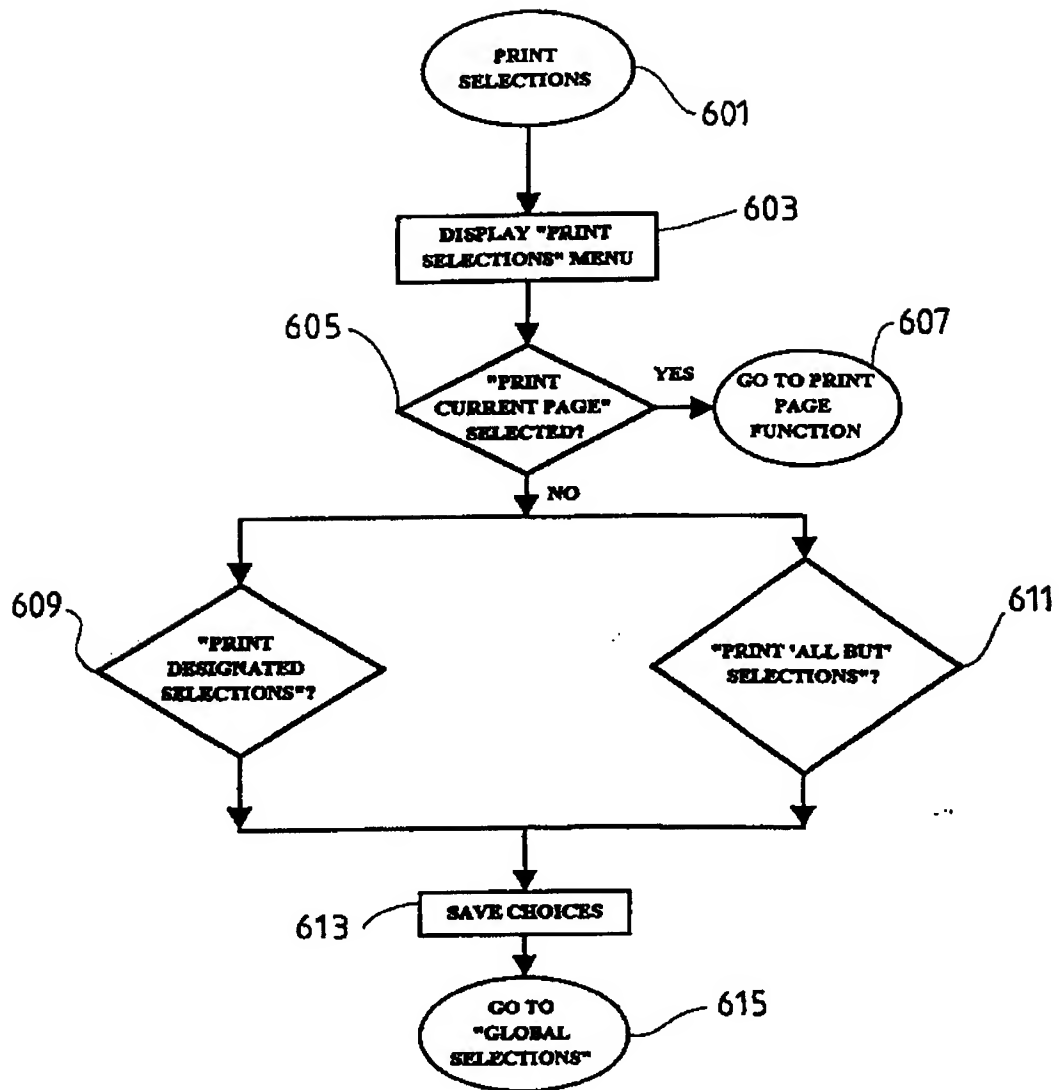 PRINT
SELECTIONS
601
DISPLAY "PRINT
SELECTIONS" MENU
603
605
"PRINT
CURRENT PAGE"
SELECTED?
YES
607
GO TO PRINT
PAGE
FUNCTION
NO
609
"PRINT
DESIGNATED
SELECTIONS"?
611
"PRINT 'ALL BUT'
SELECTIONS"?
613
SAVE CHOICES
GO TO
"GLOBAL
SELECTIONS"
615